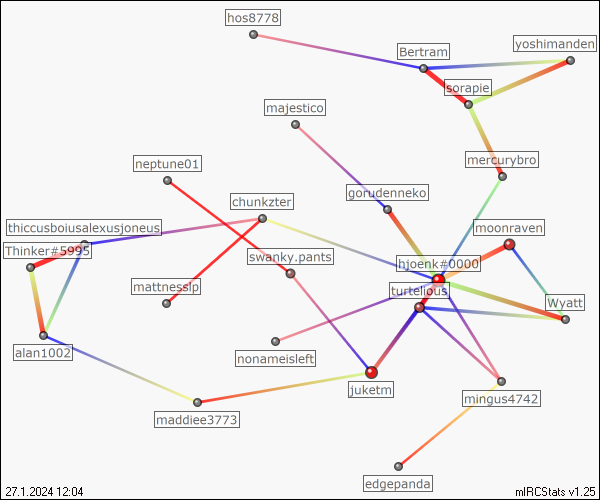 hos8778
Bertram
yoshimanden
sorapie
majestico
mercurybro
neptune01
gorudenneko
chunkzter
thiccusboiusalexusjoneus
moonraven
Thinker#5995
swanky.pants
hjoenk#0000
mattnesslp
turtelious
Wyatt
alan1002
nonameisleft
juketm
mingus4742
maddiee3773
edgepanda
27.1.2024 12:04
mIRCStats v1.25